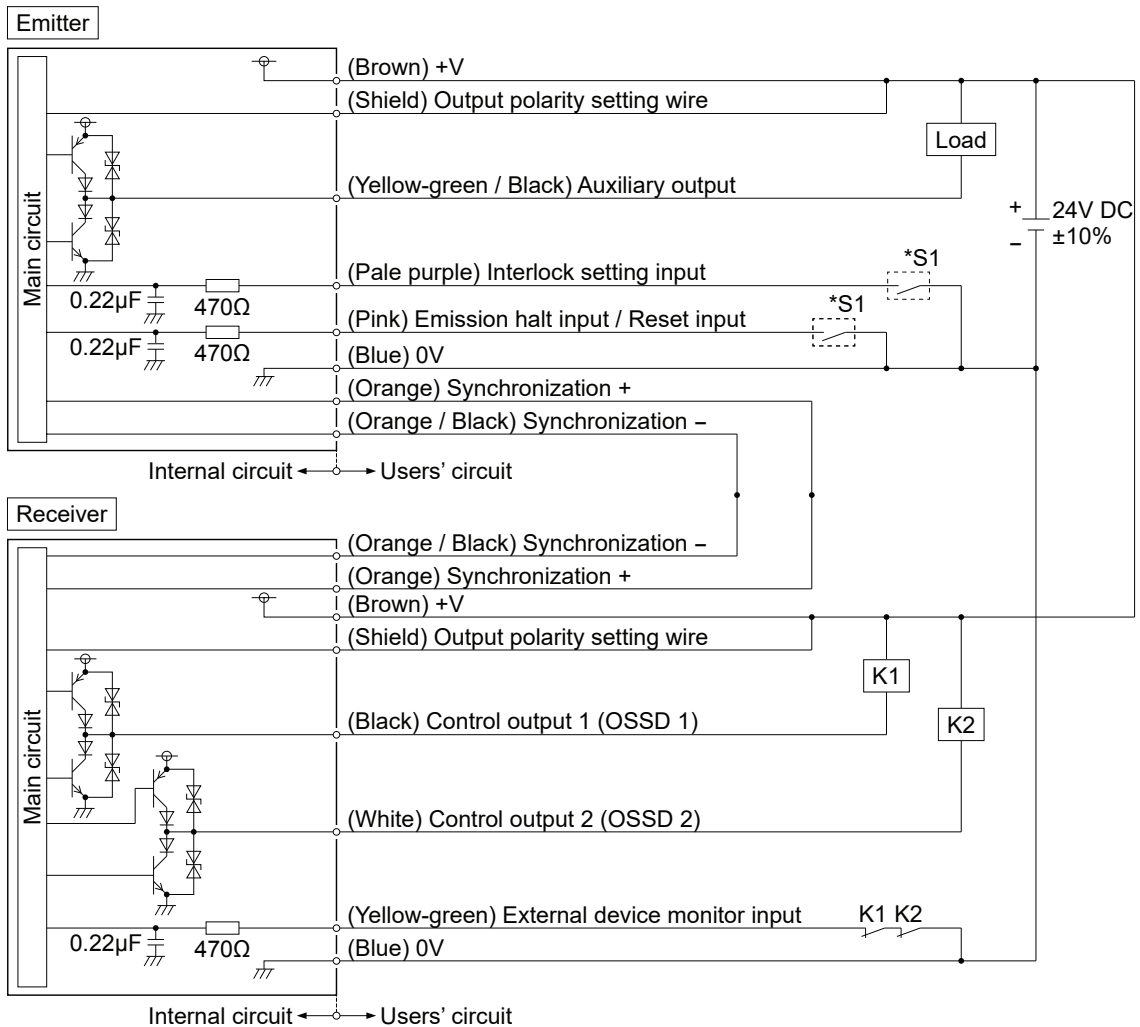 Emitter
(Brown) +V
(Shield) Output polarity setting wire
Load
(Yellow-green / Black) Auxiliary output
+
−
24V DC
±10%
Main circuit
*S1
(Pale purple) Interlock setting input
0.22μF
470Ω
*S1
(Pink) Emission halt input / Reset input
0.22μF
470Ω
(Blue) 0V
(Orange) Synchronization +
(Orange / Black) Synchronization −
Internal circuit
Users' circuit
Receiver
(Orange / Black) Synchronization −
(Orange) Synchronization +
(Brown) +V
(Shield) Output polarity setting wire
K1
(Black) Control output 1 (OSSD 1)
K2
Main circuit
(White) Control output 2 (OSSD 2)
(Yellow-green) External device monitor input
K1 K2
0.22μF
470Ω
(Blue) 0V
Internal circuit
Users' circuit